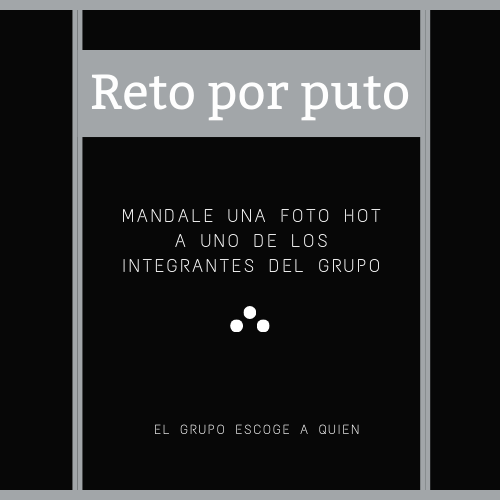 Reto por puto
MANDALE UNA FOTO HOT
A UNO DE LOS
INTEGRANTES DEL GRUPO
EL GRUPO ESCOGE A QUIEN